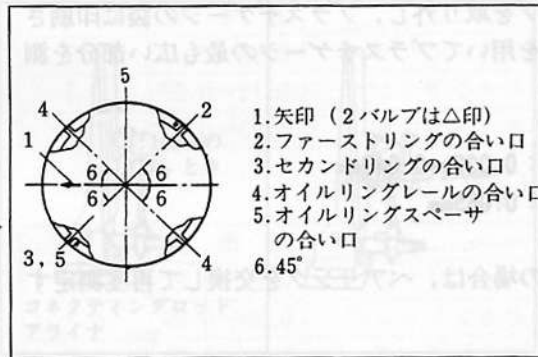 5
4
2
1
6
6
6
6
3, 5
4
1.矢印 (2バルブは△印)
2.ファーストリングの合い口
3.セカンドリングの合い口
4.オイルリングレールの合い口
5.オイルリングスペーサ
の合い口
6.45°